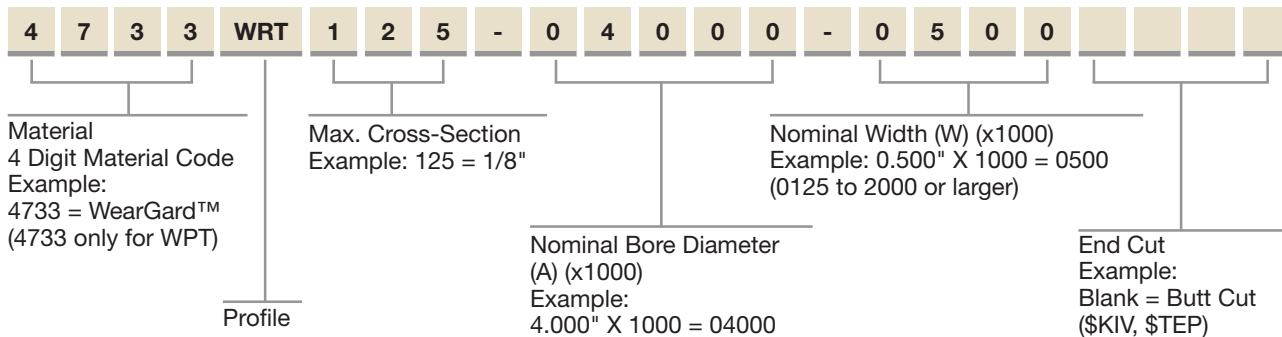 4 7 3 3 WRT 1 2 5 - 0 4 0 0 0 - 0 5 0 0
Material
4 Digit Material Code
Example:
4733 = WearGard™
(4733 only for WPT)
Profile
Max. Cross-Section
Example: 125 = 1/8"
Nominal Bore Diameter
(A) (x1000)
Example:
4.000" X 1000 = 04000
Nominal Width (W) (x1000)
Example: 0.500" X 1000 = 0500
(0125 to 2000 or larger)
End Cut
Example:
Blank = Butt Cut
($KIV, $TEP)